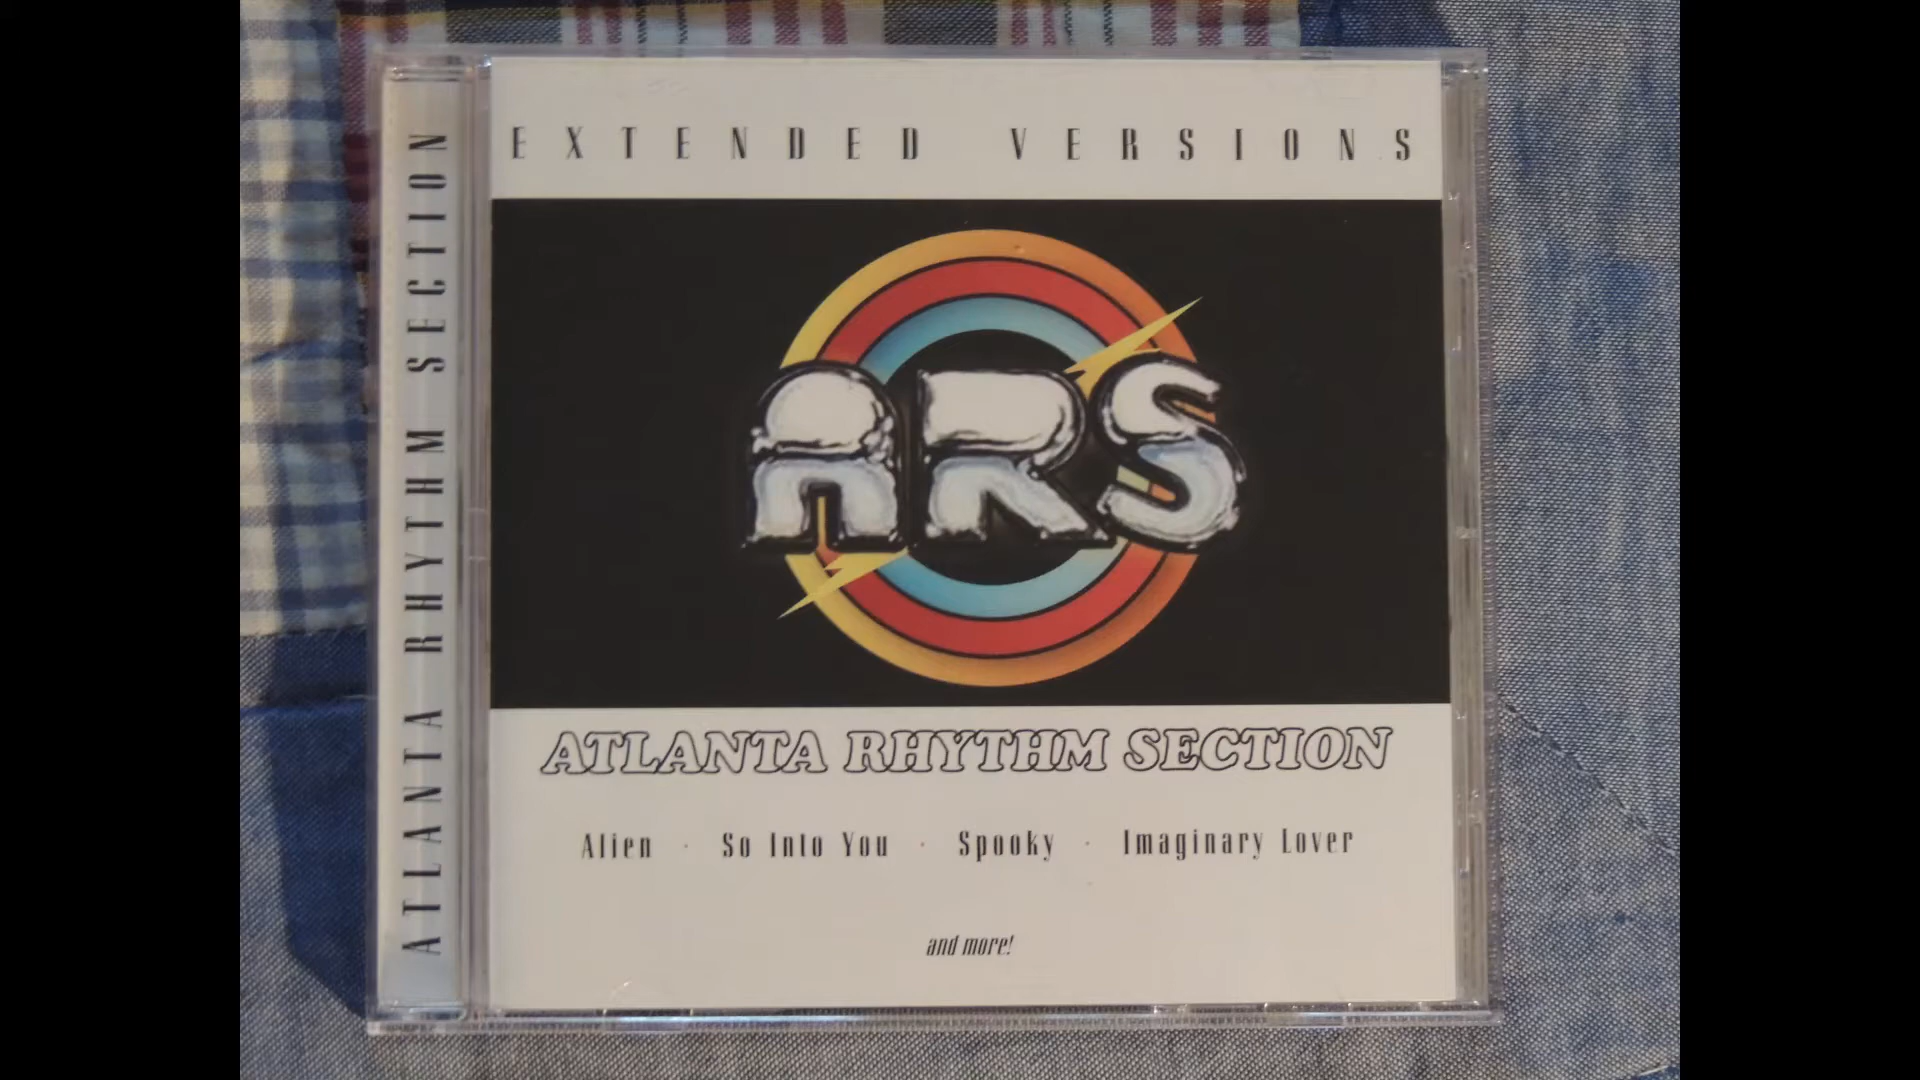 ATLANTA RHYTHM SECTION
EXTENDED VERSIONS
ARS
ATLANTA RHYTHM SECTION
Alien · So Into You · Spooky · Imaginary Lover
and more!